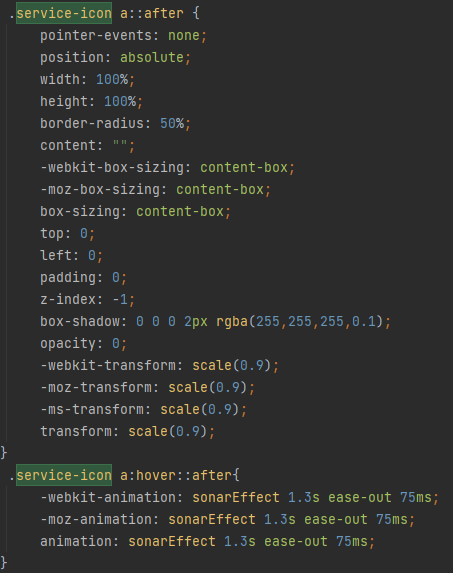 .service-icon a::after {
    pointer-events: none;
    position: absolute;
    width: 100%;
    height: 100%;
    border-radius: 50%;
    content: "";
    -webkit-box-sizing: content-box;
    -moz-box-sizing: content-box;
    box-sizing: content-box;
    top: 0;
    left: 0;
    padding: 0;
    z-index: -1;
    box-shadow: 0 0 0 2px rgba(255,255,255,0.1);
    opacity: 0;
    -webkit-transform: scale(0.9);
    -moz-transform: scale(0.9);
    -ms-transform: scale(0.9);
    transform: scale(0.9);
}
.service-icon a:hover::after{
    -webkit-animation: sonarEffect 1.3s ease-out 75ms;
    -moz-animation: sonarEffect 1.3s ease-out 75ms;
    animation: sonarEffect 1.3s ease-out 75ms;
}